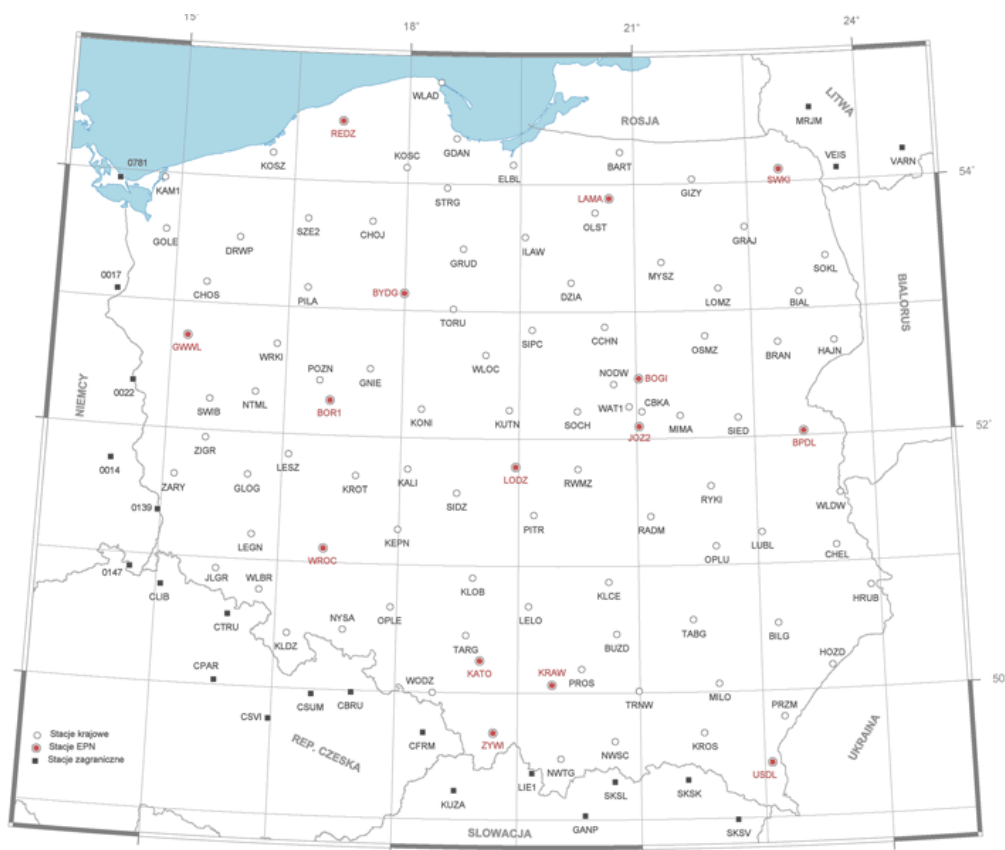 15°
18°
21°
24°
WLAD
REDZ
LITWA
MRJM
ROSJA
KOSZ
KOSC
GDAN
BART
VEIS
VARN
0781
KAM1
ELBL
GIZY
SWKI
54°
STRG
LAMA
OLST
GOLE
DRWP
SZE2
CHOJ
ILAW
GRAJ
GRUD
MYSZ
SOKL
0017
CHOS
PILA
BYDG
DZIA
LOMZ
BIAL
BIALORUS
TORU
GWWL
WRKI
SIPC
CCHN
OSMZ
BRAN
HAJN
POZN
GNIE
WLOC
NODW
BOGI
NIEMCY
0022
SWIB
NTML
BOR1
KONI
KUTN
SOCH
WAT1
CBKA
MIMA
SIED
JOZ2
BPDL
52°
ZIGR
0014
ZARY
GLOG
LESZ
KROT
KALI
LODZ
RWMZ
SIDZ
RYKI
WLDW
0139
LEGN
WROC
KEPN
PITR
RADM
OPLU
LUBL
CHEL
0147
CLIB
JLGR
WLBR
KLOB
KLCE
HRUB
CTRU
KLDZ
NYSA
OPLE
LELO
TABG
BILG
TARG
BUZD
HOZD
CPAR
KATO
KRAW
PROS
WODZ
TRNW
MILO
50
CSVI
CSUM
CBRU
PRZM
UKRAINA
Stacje krajowe
Stacje EPN
Stacje zagraniczne
REP. CZESKA
CFRM
ZYWI
NWSC
KROS
NWTG
USDL
KUZA
LIE1
SKSL
SKSK
GANP
SKSV
SLOWACJA